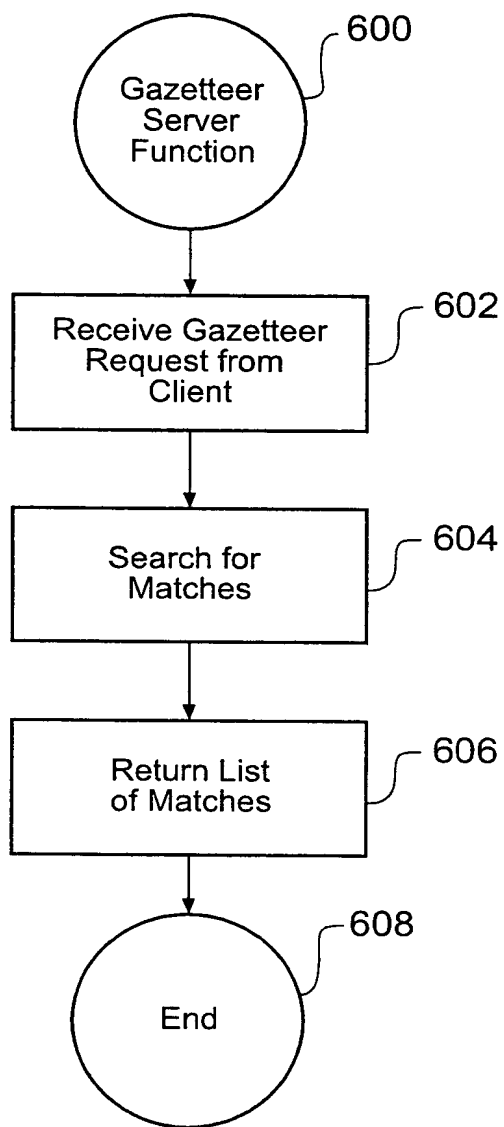 600
Gazetteer
Server
Function
602
Receive Gazetteer
Request from
Client
604
Search for
Matches
606
Return List
of Matches
608
End